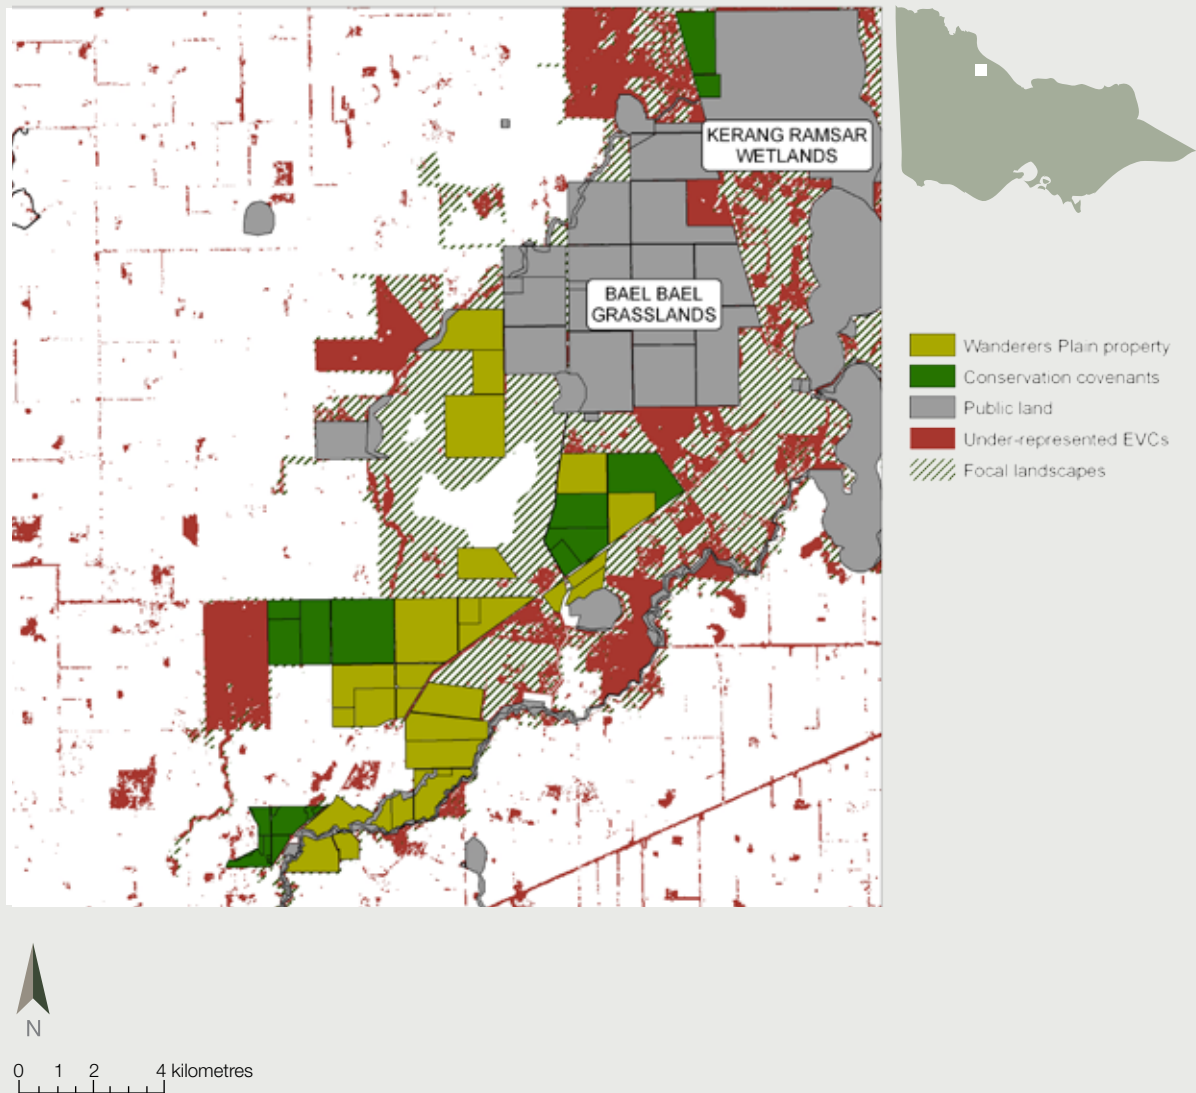 KERANG RAMSAR
WETLANDS
BAEL BAEL
GRASSLANDS
Wanderers Plain property
Conservation covenants
Public land
Under-represented EVCs
Focal landscapes
N
0 1 2 4 kilometres